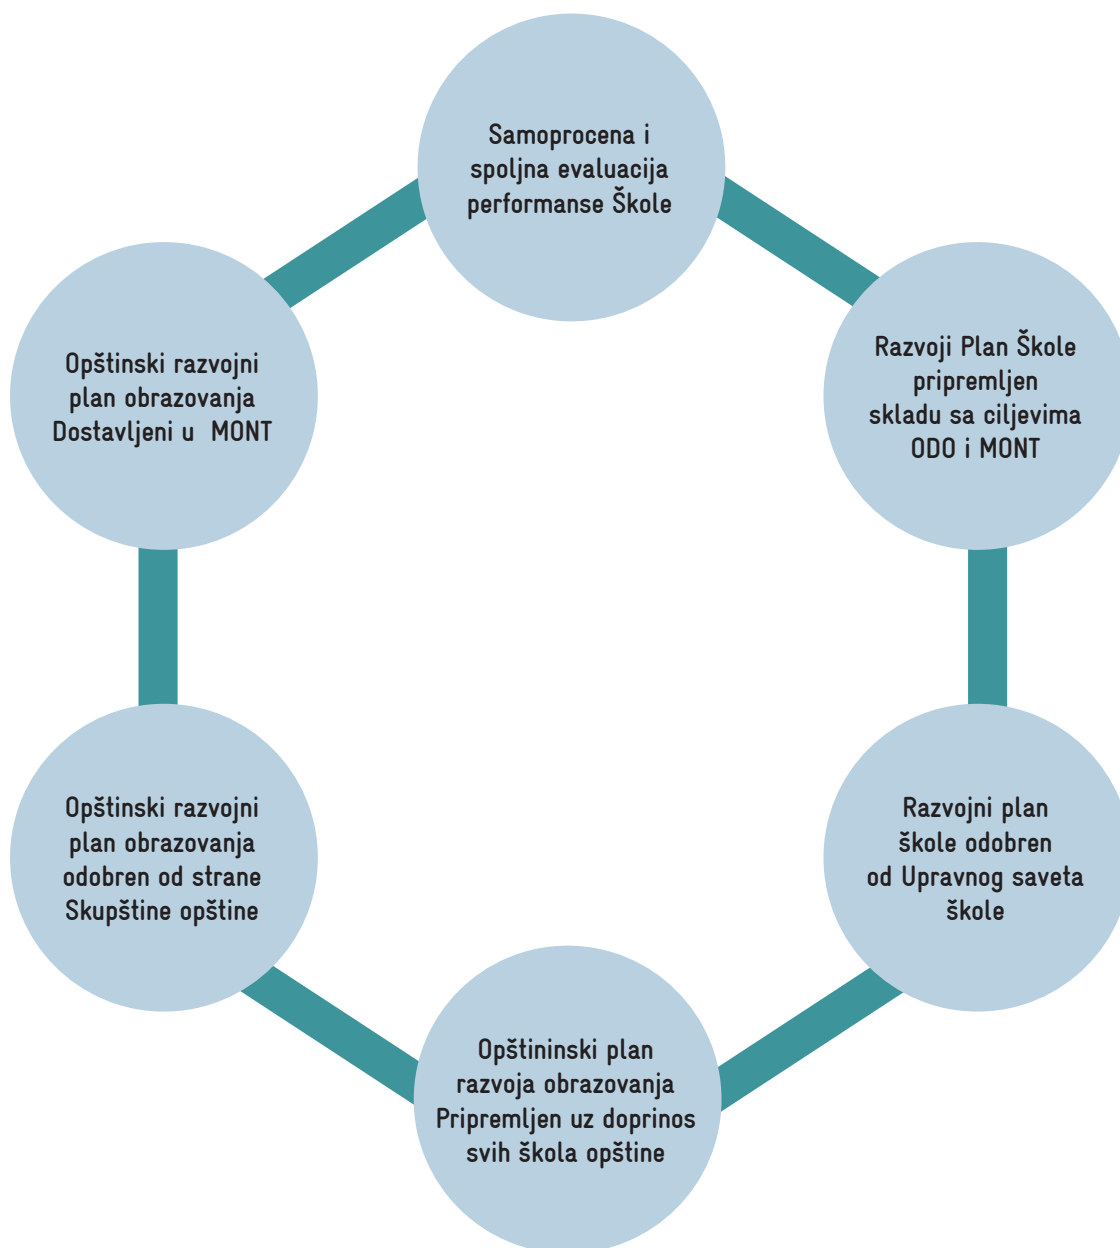 Samoprocena i
spoljna evaluacija
performanse Škole
Razvoji Plan Škole
pripremljen
skladu sa ciljevima
ODO i MONT
Razvojni plan
škole odobren
od Upravnog saveta
škole
Opštininski plan
razvoja obrazovanja
Pripremljen uz doprinos
svih škola opštine
Opštinski razvojni
plan obrazovanja
odobren od strane
Skupštine opštine
Opštinski razvojni
plan obrazovanja
Dostavljeni u MONT